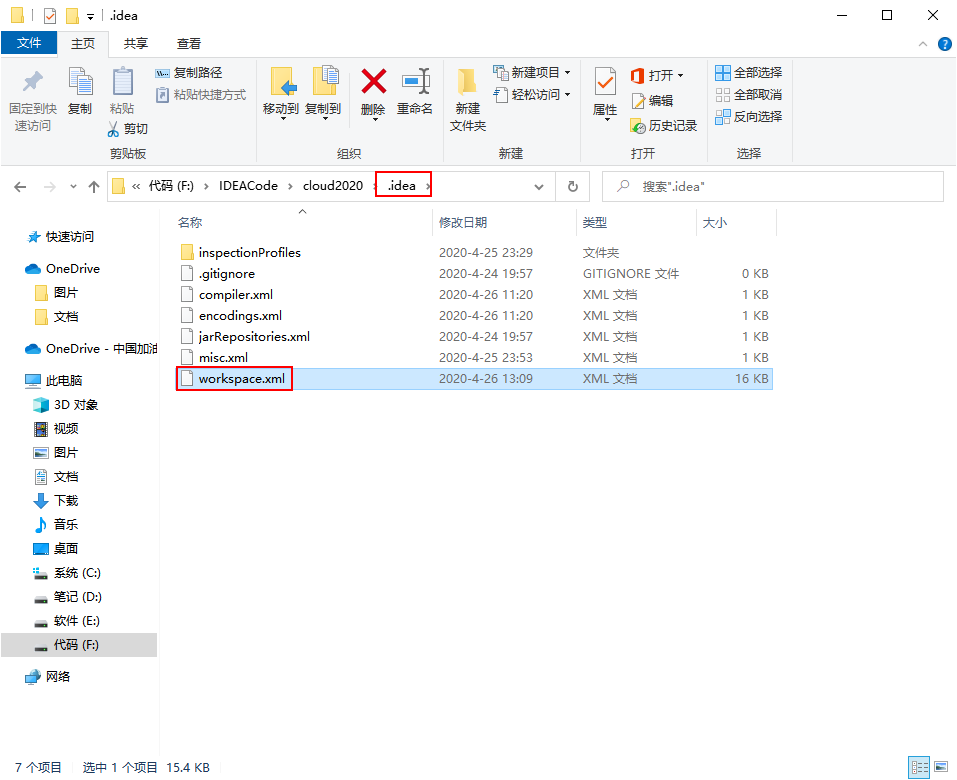 .idea
文件
主页
共享
查看
固定到快速访问
复制
粘贴
复制路径
粘贴快捷方式
剪切
剪贴板
移动到
复制到
删除
重命名
组织
新建
文件夹
新建项目
轻松访问
新建
属性
打开
编辑
历史记录
打开
全部选择
全部取消
反向选择
选择
« 代码 (F:) › IDEACode › cloud2020 › .idea ›
搜索".idea"
快速访问
OneDrive
图片
文档
OneDrive - 中国加油
此电脑
3D 对象
视频
图片
文档
下载
音乐
桌面
系统 (C:)
笔记 (D:)
软件 (E:)
代码 (F:)
网络
名称 修改日期 类型 大小
inspectionProfiles 2020-4-25 23:29 文件夹
.gitignore 2020-4-24 19:57 GITIGNORE 文件 0 KB
compiler.xml 2020-4-26 11:20 XML 文档 1 KB
encodings.xml 2020-4-26 11:20 XML 文档 1 KB
jarRepositories.xml 2020-4-24 19:57 XML 文档 1 KB
misc.xml 2020-4-25 23:53 XML 文档 1 KB
workspace.xml 2020-4-26 13:09 XML 文档 16 KB
7 个项目 选中 1 个项目 15.4 KB